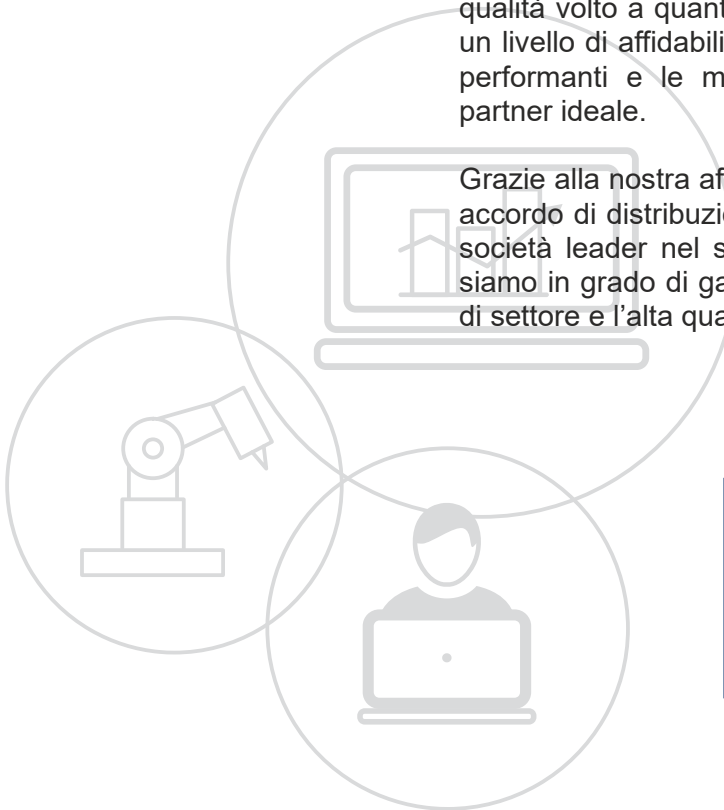 qualità volto a quant
un livello di affidabili
performanti e le m
partner ideale.
Grazie alla nostra af
accordo di distribuzi
società leader nel s
siamo in grado di ga
di settore e l’alta qua